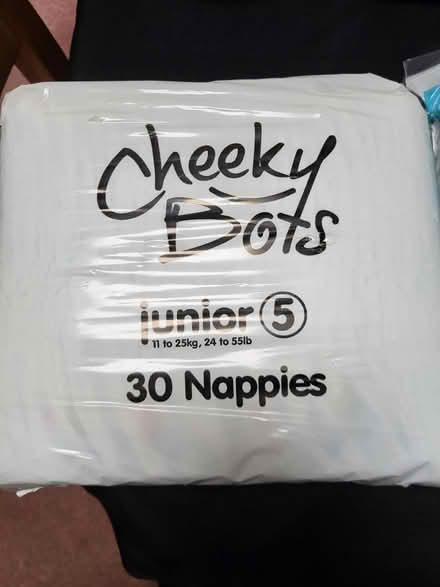 Cheeky
Bots
junior 5
11 to 25kg, 24 to 55lb
30 Nappies